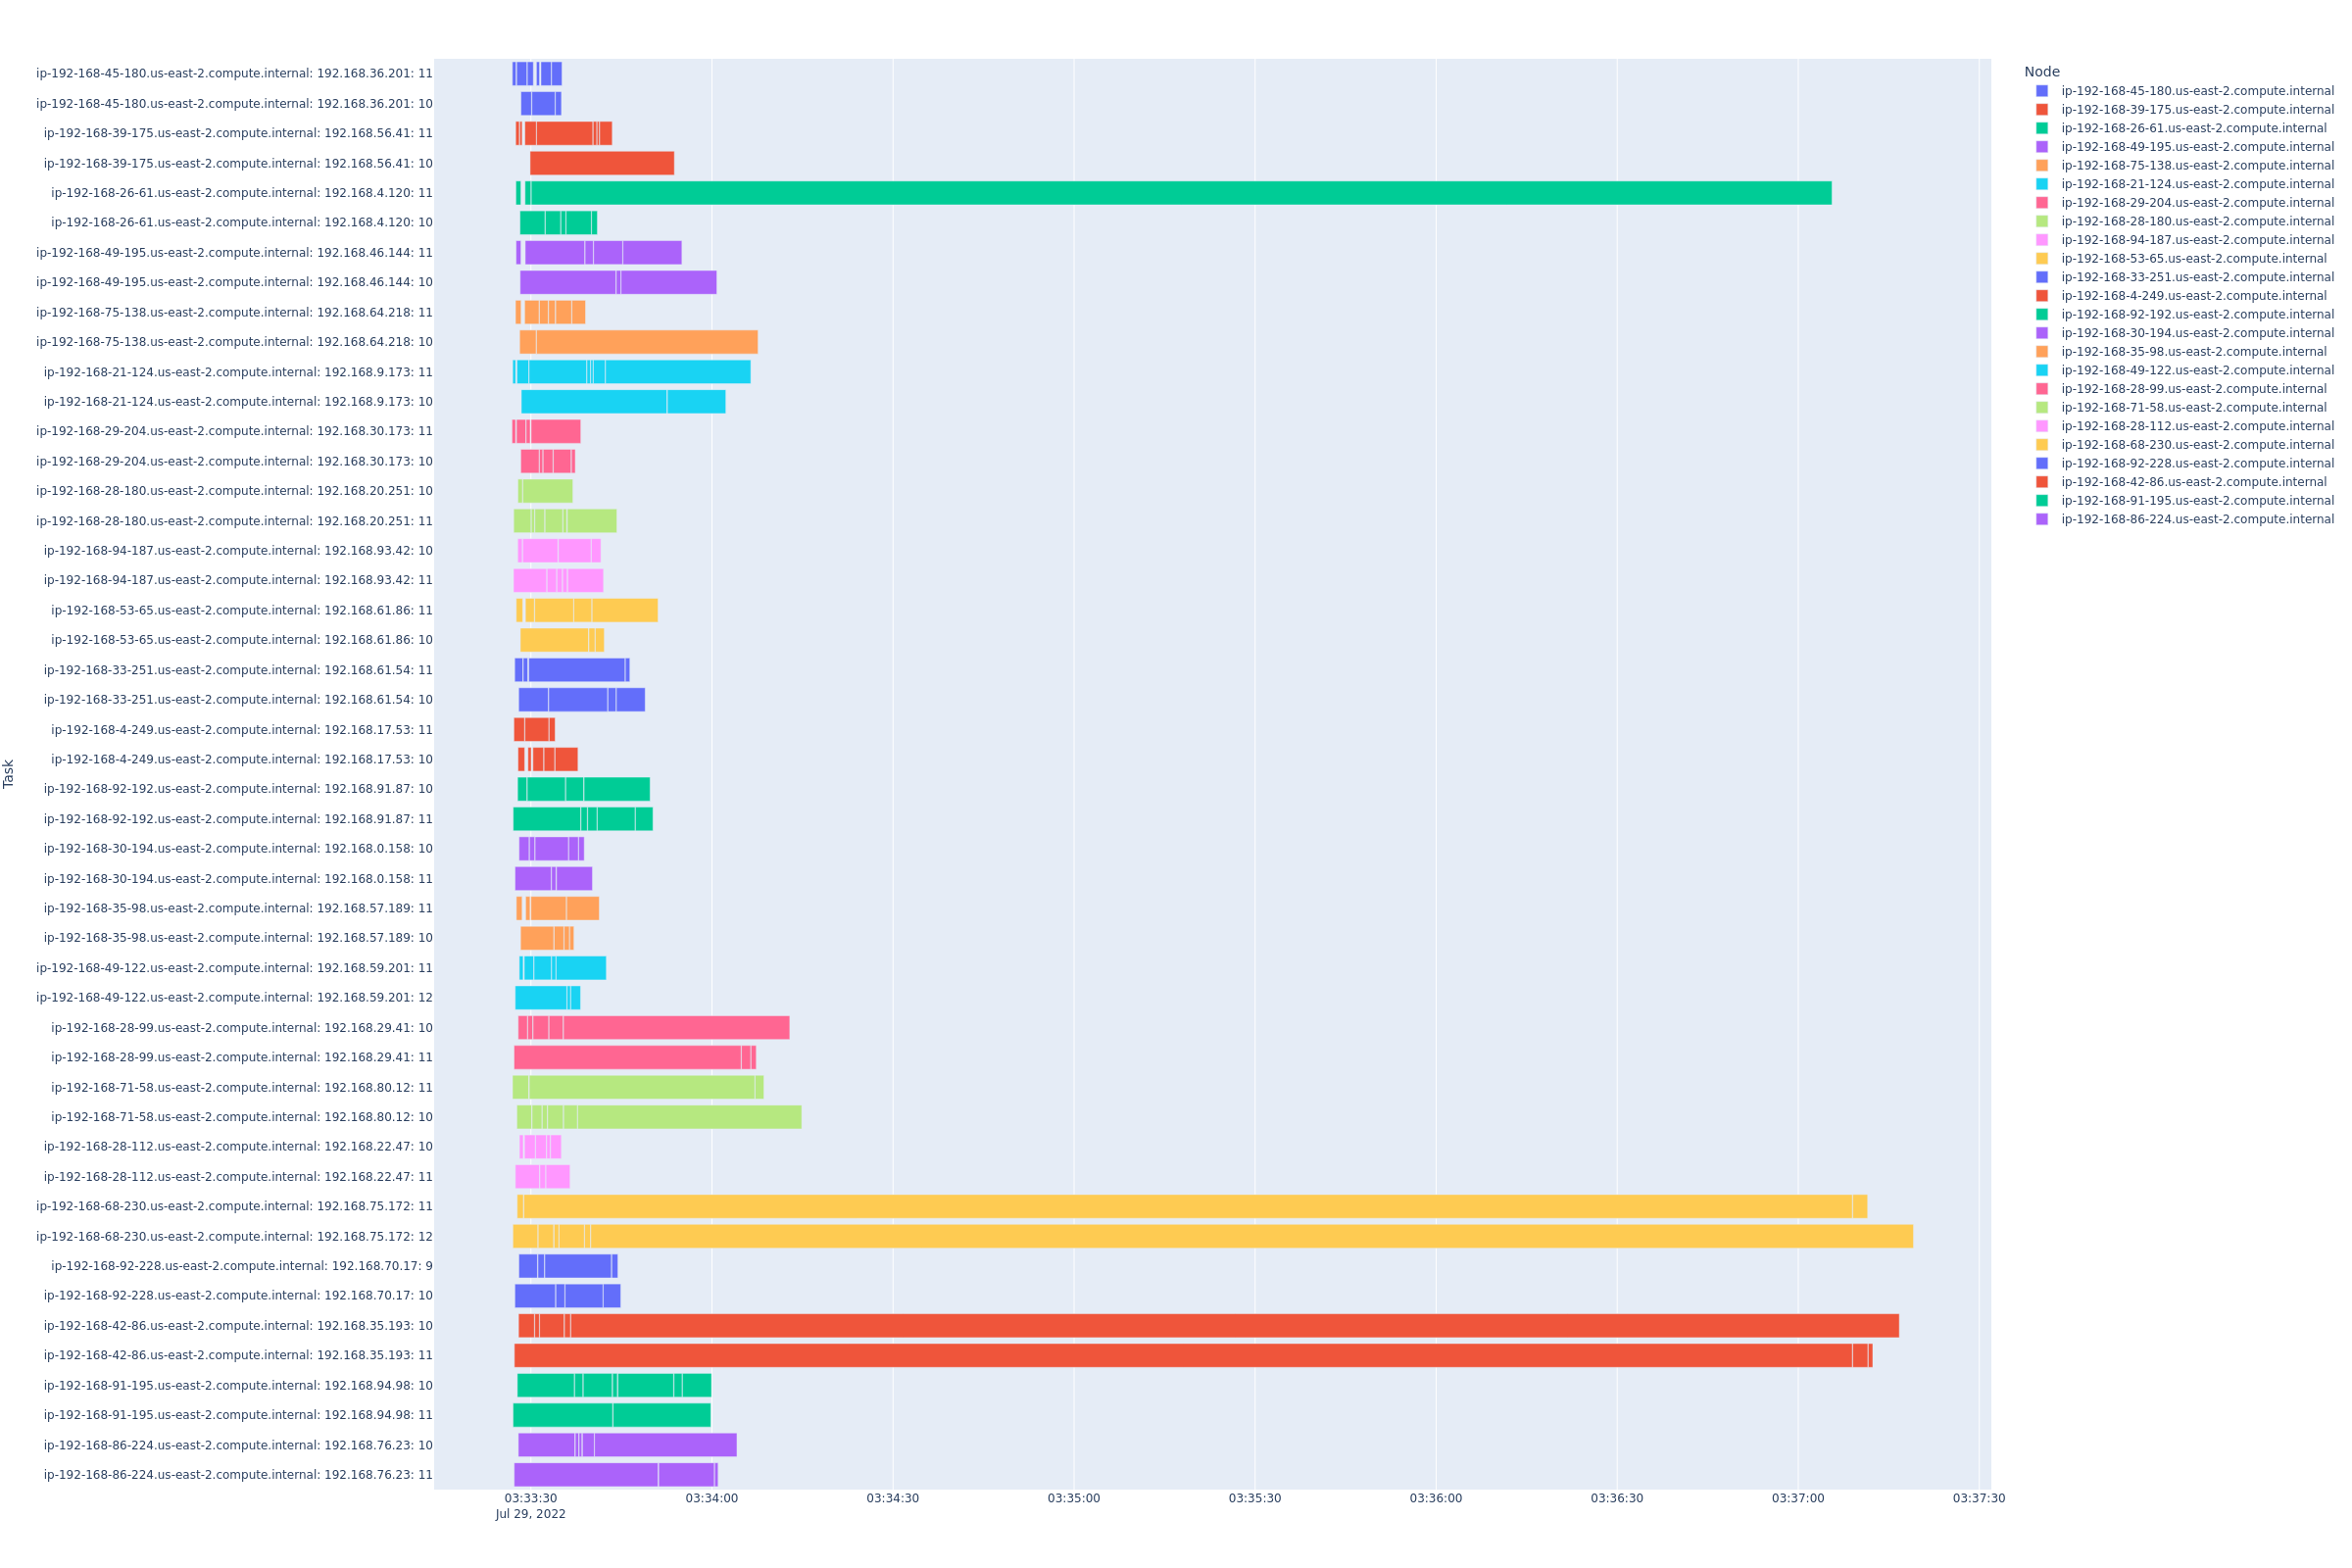 ip-192-168-45-180.us-east-2.compute.internal: 192.168.36.201: 11
ip-192-168-45-180.us-east-2.compute.internal: 192.168.36.201: 10
ip-192-168-39-175.us-east-2.compute.internal: 192.168.56.41: 11
ip-192-168-39-175.us-east-2.compute.internal: 192.168.56.41: 10
ip-192-168-26-61.us-east-2.compute.internal: 192.168.4.120: 11
ip-192-168-26-61.us-east-2.compute.internal: 192.168.4.120: 10
ip-192-168-49-195.us-east-2.compute.internal: 192.168.46.144: 11
ip-192-168-49-195.us-east-2.compute.internal: 192.168.46.144: 10
ip-192-168-75-138.us-east-2.compute.internal: 192.168.64.218: 11
ip-192-168-75-138.us-east-2.compute.internal: 192.168.64.218: 10
ip-192-168-21-124.us-east-2.compute.internal: 192.168.9.173: 11
ip-192-168-21-124.us-east-2.compute.internal: 192.168.9.173: 10
ip-192-168-29-204.us-east-2.compute.internal: 192.168.30.173: 11
ip-192-168-29-204.us-east-2.compute.internal: 192.168.30.173: 10
ip-192-168-28-180.us-east-2.compute.internal: 192.168.20.251: 10
ip-192-168-28-180.us-east-2.compute.internal: 192.168.20.251: 11
ip-192-168-94-187.us-east-2.compute.internal: 192.168.93.42: 10
ip-192-168-94-187.us-east-2.compute.internal: 192.168.93.42: 11
ip-192-168-53-65.us-east-2.compute.internal: 192.168.61.86: 11
ip-192-168-53-65.us-east-2.compute.internal: 192.168.61.86: 10
ip-192-168-33-251.us-east-2.compute.internal: 192.168.61.54: 11
ip-192-168-33-251.us-east-2.compute.internal: 192.168.61.54: 10
ip-192-168-4-249.us-east-2.compute.internal: 192.168.17.53: 11
ip-192-168-4-249.us-east-2.compute.internal: 192.168.17.53: 10
ip-192-168-92-192.us-east-2.compute.internal: 192.168.91.87: 10
ip-192-168-92-192.us-east-2.compute.internal: 192.168.91.87: 11
ip-192-168-30-194.us-east-2.compute.internal: 192.168.0.158: 10
ip-192-168-30-194.us-east-2.compute.internal: 192.168.0.158: 11
ip-192-168-35-98.us-east-2.compute.internal: 192.168.57.189: 11
ip-192-168-35-98.us-east-2.compute.internal: 192.168.57.189: 10
ip-192-168-49-122.us-east-2.compute.internal: 192.168.59.201: 11
ip-192-168-49-122.us-east-2.compute.internal: 192.168.59.201: 12
ip-192-168-28-99.us-east-2.compute.internal: 192.168.29.41: 10
ip-192-168-28-99.us-east-2.compute.internal: 192.168.29.41: 11
ip-192-168-71-58.us-east-2.compute.internal: 192.168.80.12: 11
ip-192-168-71-58.us-east-2.compute.internal: 192.168.80.12: 10
ip-192-168-28-112.us-east-2.compute.internal: 192.168.22.47: 10
ip-192-168-28-112.us-east-2.compute.internal: 192.168.22.47: 11
ip-192-168-68-230.us-east-2.compute.internal: 192.168.75.172: 11
ip-192-168-68-230.us-east-2.compute.internal: 192.168.75.172: 12
ip-192-168-92-228.us-east-2.compute.internal: 192.168.70.17: 9
ip-192-168-92-228.us-east-2.compute.internal: 192.168.70.17: 10
ip-192-168-42-86.us-east-2.compute.internal: 192.168.35.193: 10
ip-192-168-42-86.us-east-2.compute.internal: 192.168.35.193: 11
ip-192-168-91-195.us-east-2.compute.internal: 192.168.94.98: 10
ip-192-168-91-195.us-east-2.compute.internal: 192.168.94.98: 11
ip-192-168-86-224.us-east-2.compute.internal: 192.168.76.23: 10
ip-192-168-86-224.us-east-2.compute.internal: 192.168.76.23: 11
Task
03:33:30 03:34:00 03:34:30 03:35:00 03:35:30 03:36:00 03:36:30 03:37:00 03:37:30
Jul 29, 2022
Node
ip-192-168-45-180.us-east-2.compute.internal
ip-192-168-39-175.us-east-2.compute.internal
ip-192-168-26-61.us-east-2.compute.internal
ip-192-168-49-195.us-east-2.compute.internal
ip-192-168-75-138.us-east-2.compute.internal
ip-192-168-21-124.us-east-2.compute.internal
ip-192-168-29-204.us-east-2.compute.internal
ip-192-168-28-180.us-east-2.compute.internal
ip-192-168-94-187.us-east-2.compute.internal
ip-192-168-53-65.us-east-2.compute.internal
ip-192-168-33-251.us-east-2.compute.internal
ip-192-168-4-249.us-east-2.compute.internal
ip-192-168-92-192.us-east-2.compute.internal
ip-192-168-30-194.us-east-2.compute.internal
ip-192-168-35-98.us-east-2.compute.internal
ip-192-168-49-122.us-east-2.compute.internal
ip-192-168-28-99.us-east-2.compute.internal
ip-192-168-71-58.us-east-2.compute.internal
ip-192-168-28-112.us-east-2.compute.internal
ip-192-168-68-230.us-east-2.compute.internal
ip-192-168-92-228.us-east-2.compute.internal
ip-192-168-42-86.us-east-2.compute.internal
ip-192-168-91-195.us-east-2.compute.internal
ip-192-168-86-224.us-east-2.compute.internal